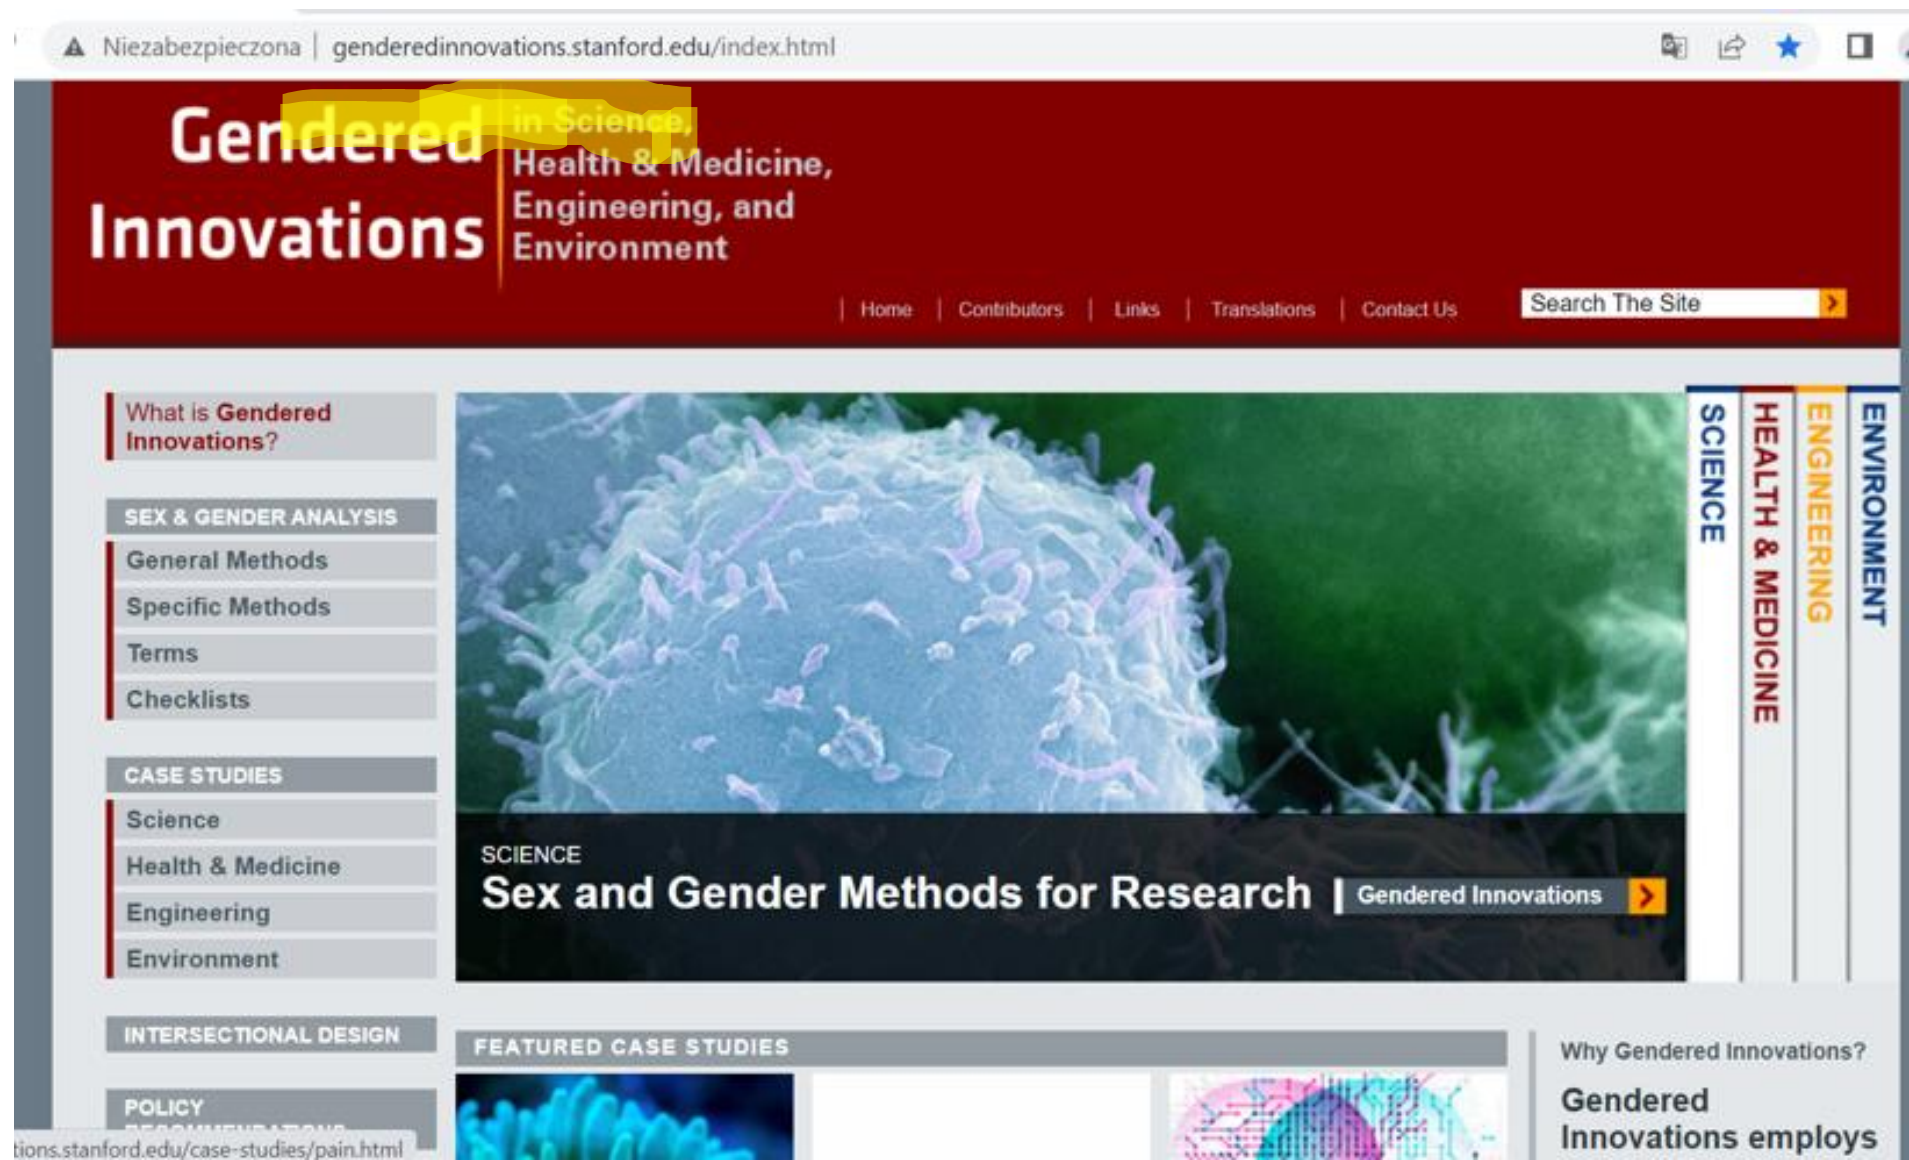 Niezabezpieczona | genderedinnovations.stanford.edu/index.html
Gendered
Innovations
in Science,
Health & Medicine,
Engineering, and
Environment
| Home | Contributors | Links | Translations | Contact Us
Search The Site
What is Gendered
Innovations?
SEX & GENDER ANALYSIS
General Methods
Specific Methods
Terms
Checklists
CASE STUDIES
Science
Health & Medicine
Engineering
Environment
INTERSECTIONAL DESIGN
POLICY
RECOMMENDATIONS
tions.stanford.edu/case-studies/pain.html
SCIENCE
Sex and Gender Methods for Research | Gendered Innovations
SCIENCE
HEALTH & MEDICINE
ENGINEERING
ENVIRONMENT
FEATURED CASE STUDIES
Why Gendered Innovations?
Gendered
Innovations employs